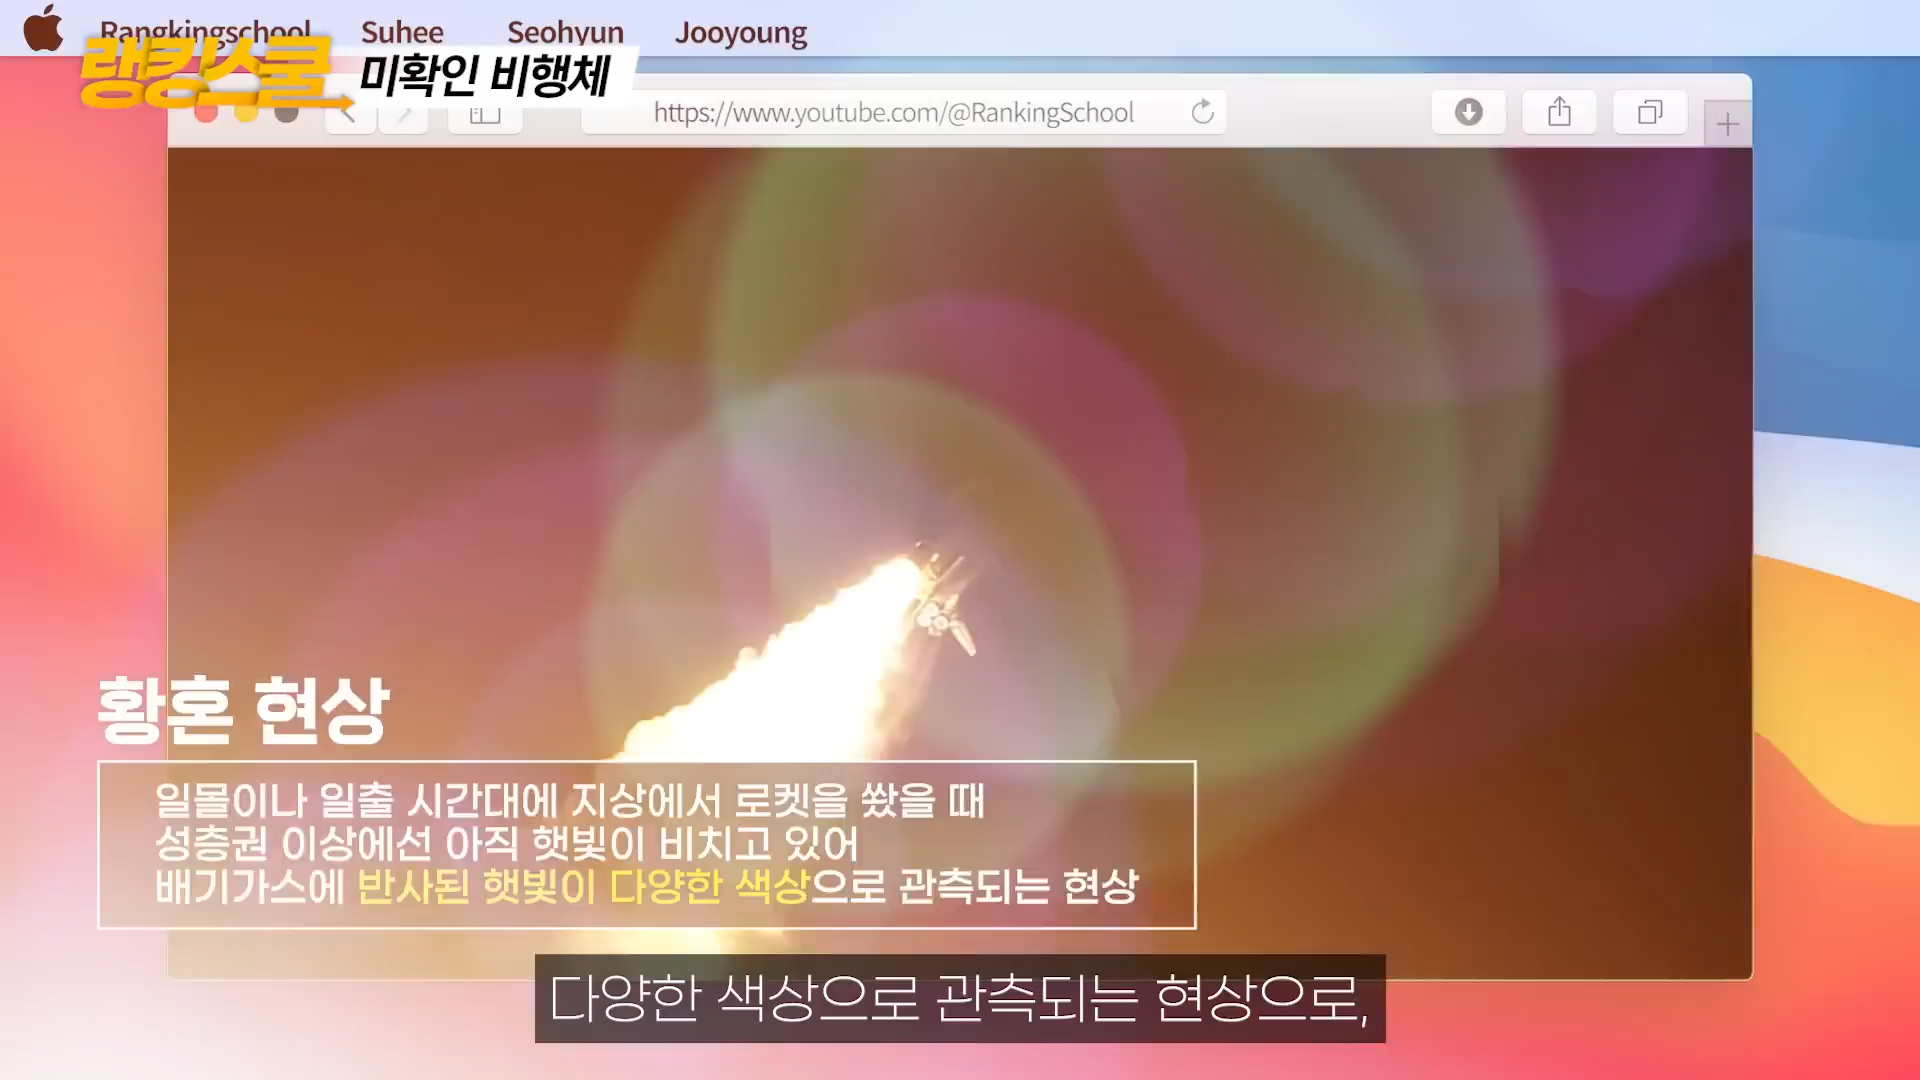 Rangkingschool Suhee Seohyun Jooyoung
랭킹스쿨 미확인 비행체
https://www.youtube.com/@RankingSchool
황혼 현상
일몰이나 일출 시간대에 지상에서 로켓을 쐈을 때
성층권 이상에선 아직 햇빛이 비치고 있어
배기가스에 반사된 햇빛이 다양한 색상으로 관측되는 현상
다양한 색상으로 관측되는 현상으로,